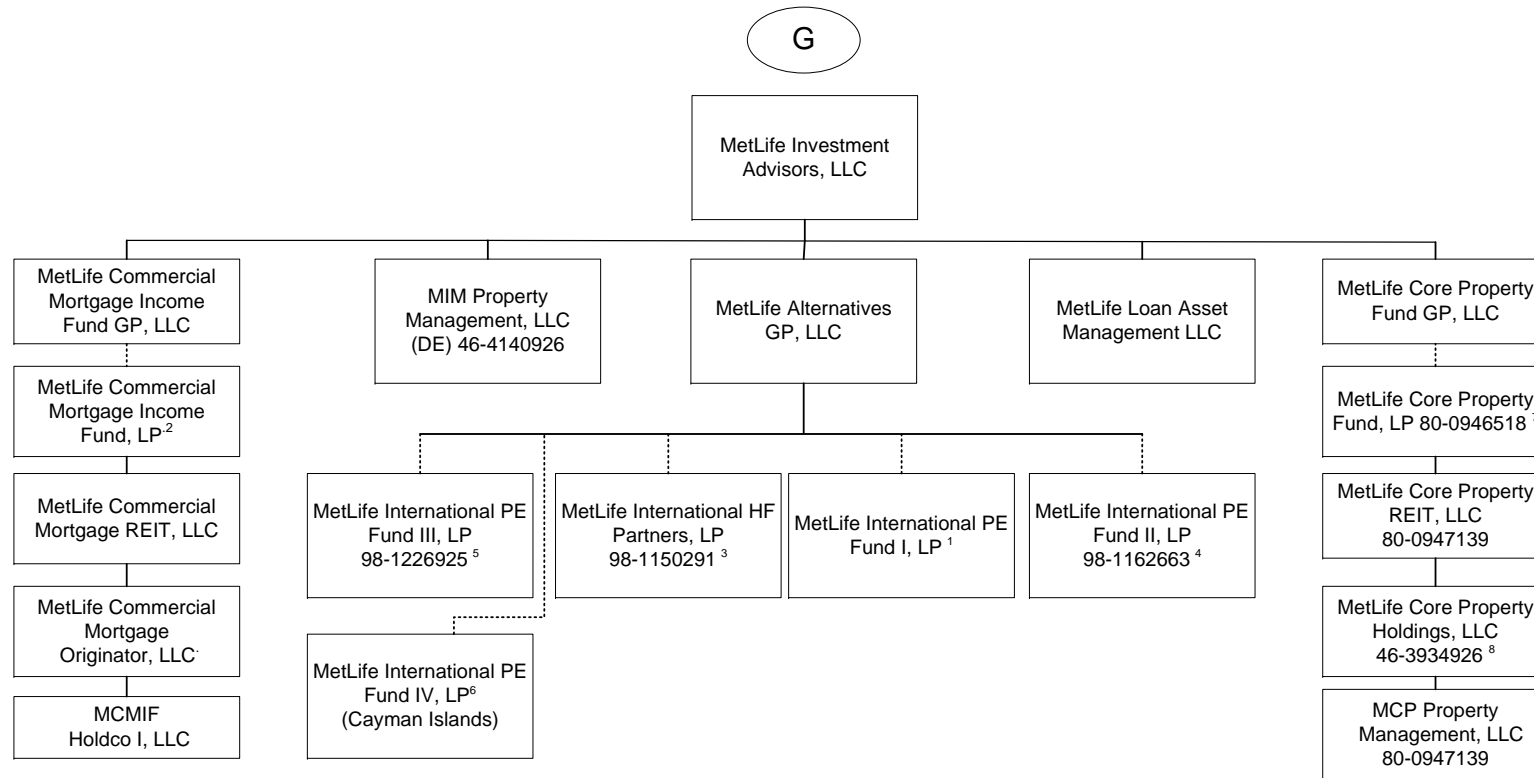 G
MetLife Investment
Advisors, LLC
MetLife Commercial
Mortgage Income
Fund GP, LLC
MIM Property
Management, LLC
(DE) 46-4140926
MetLife Alternatives
GP, LLC
MetLife Loan Asset
Management LLC
MetLife Core Property
Fund GP, LLC
MetLife Commercial
Mortgage Income
Fund, LP.2
MetLife Core Property
Fund, LP 80-0946518
MetLife Commercial
Mortgage REIT, LLC
MetLife International PE
Fund III, LP
98-1226925 5
MetLife International HF
Partners, LP
98-1150291 3
MetLife International PE
Fund I, LP 1
MetLife International PE
Fund II, LP
98-1162663 4
MetLife Core Property
REIT, LLC
80-0947139
MetLife Commercial
Mortgage
Originator, LLC.
MetLife International PE
Fund IV, LP6
(Cayman Islands)
MetLife Core Property
Holdings, LLC
46-3934926 8
MCMIF
Holdco I, LLC
MCP Property
Management, LLC
80-0947139